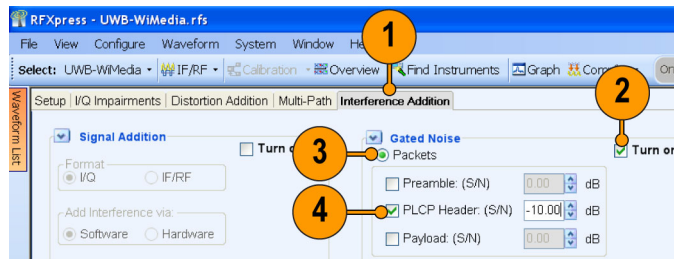 RFXpress - UWB-WiMedia.rfs
File View Configure Waveform System Window
1
Select: UWB-WiMedia IF/RF Calibration Overview Find Instruments Graph
2
Waveform List
Setup I/Q Impairments Distortion Addition Multi-Path Interference Addition
Signal Addition
Turn
Gated Noise
Turn
3
Packets
Format
I/Q IF/RF
Preamble: (S/N) 0.00 dB
4
PLCP Header: (S/N) -10.00 dB
Add Interference via:
Software Hardware
Payload: (S/N) 0.00 dB